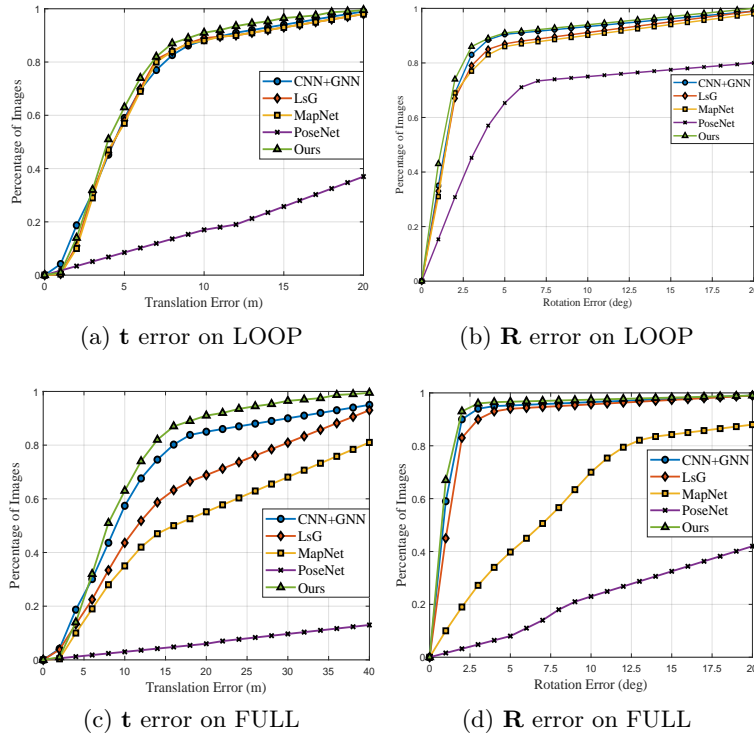 1
0.8
0.6
0.4
0.2
0
Percentage of Images
CNN+GNN
LsG
MapNet
PoseNet
Ours
0 5 10 15 20
Translation Error (m)
(a) t error on LOOP
1
0.8
0.6
0.4
0.2
0
Percentage of Images
CNN+GNN
LsG
MapNet
PoseNet
Ours
0 2.5 5 7.5 10 12.5 15 17.5 20
Rotation Error (deg)
(b) R error on LOOP
1
0.8
0.6
0.4
0.2
0
Percentage of Images
CNN+GNN
LsG
MapNet
PoseNet
Ours
0 5 10 15 20 25 30 35 40
Translation Error (m)
(c) t error on FULL
1
0.8
0.6
0.4
0.2
0
Percentage of Images
CNN+GNN
LsG
MapNet
PoseNet
Ours
0 2.5 5 7.5 10 12.5 15 17.5 20
Rotation Error (deg)
(d) R error on FULL